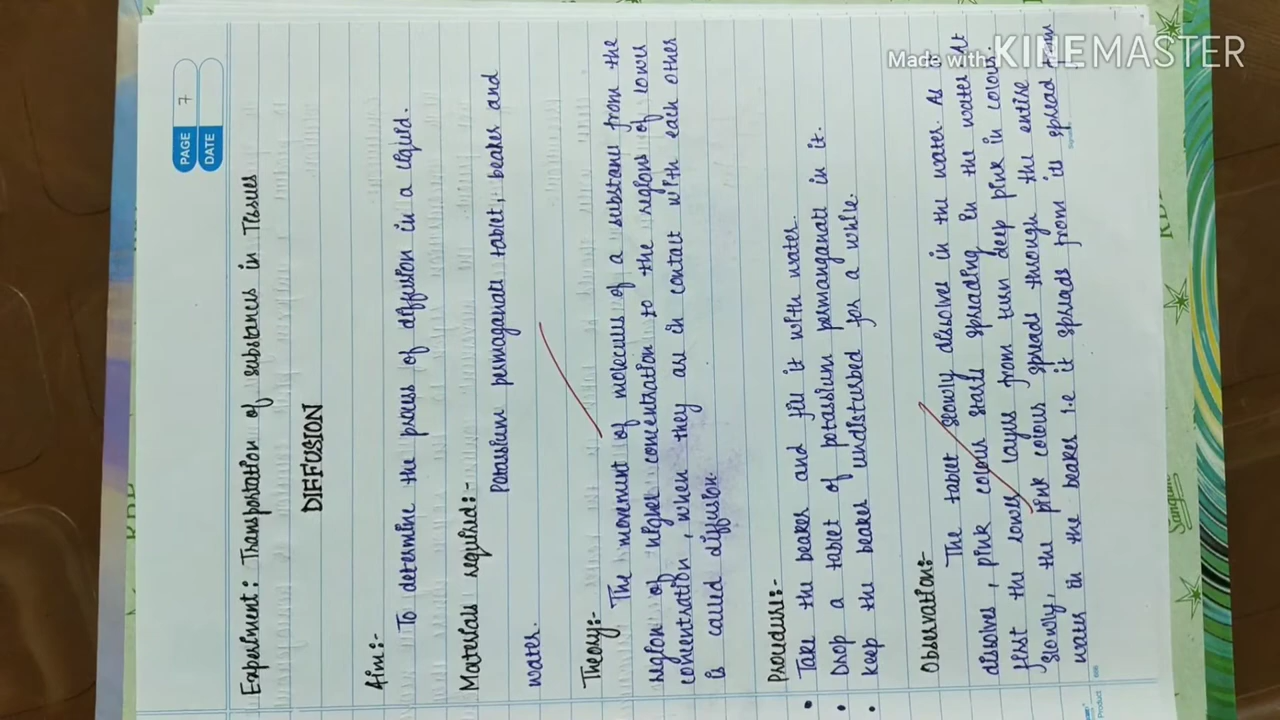 PAGE 7
DATE
Experiment: Transportation of substances in Tissues
DIFFUSION
Aim:-
To determine the process of diffusion in a liquid.
Materials required:-
Potassium permaganate tablet, beaker and
water.
Theory:-
The movement of molecules of a substance from the
region of higher concentration to the regions of lower
concentration, when they are in contact with each other
is called diffusion.
Procedure:-
• Take the beaker and fill it with water.
• Drop a tablet of potassium permanganate in it.
• Keep the beaker undisturbed for a while.
Observation:-
The tablet slowly dissolves in the water. As it
dissolves, pink colour starts spreading in the water. At
first the lower layers from turn deep pink in colour.
Slowly, the pink colour spreads through the entire
water in the beaker i.e it spreads from its spread from
Made with KINEMASTER
Sangam
Product